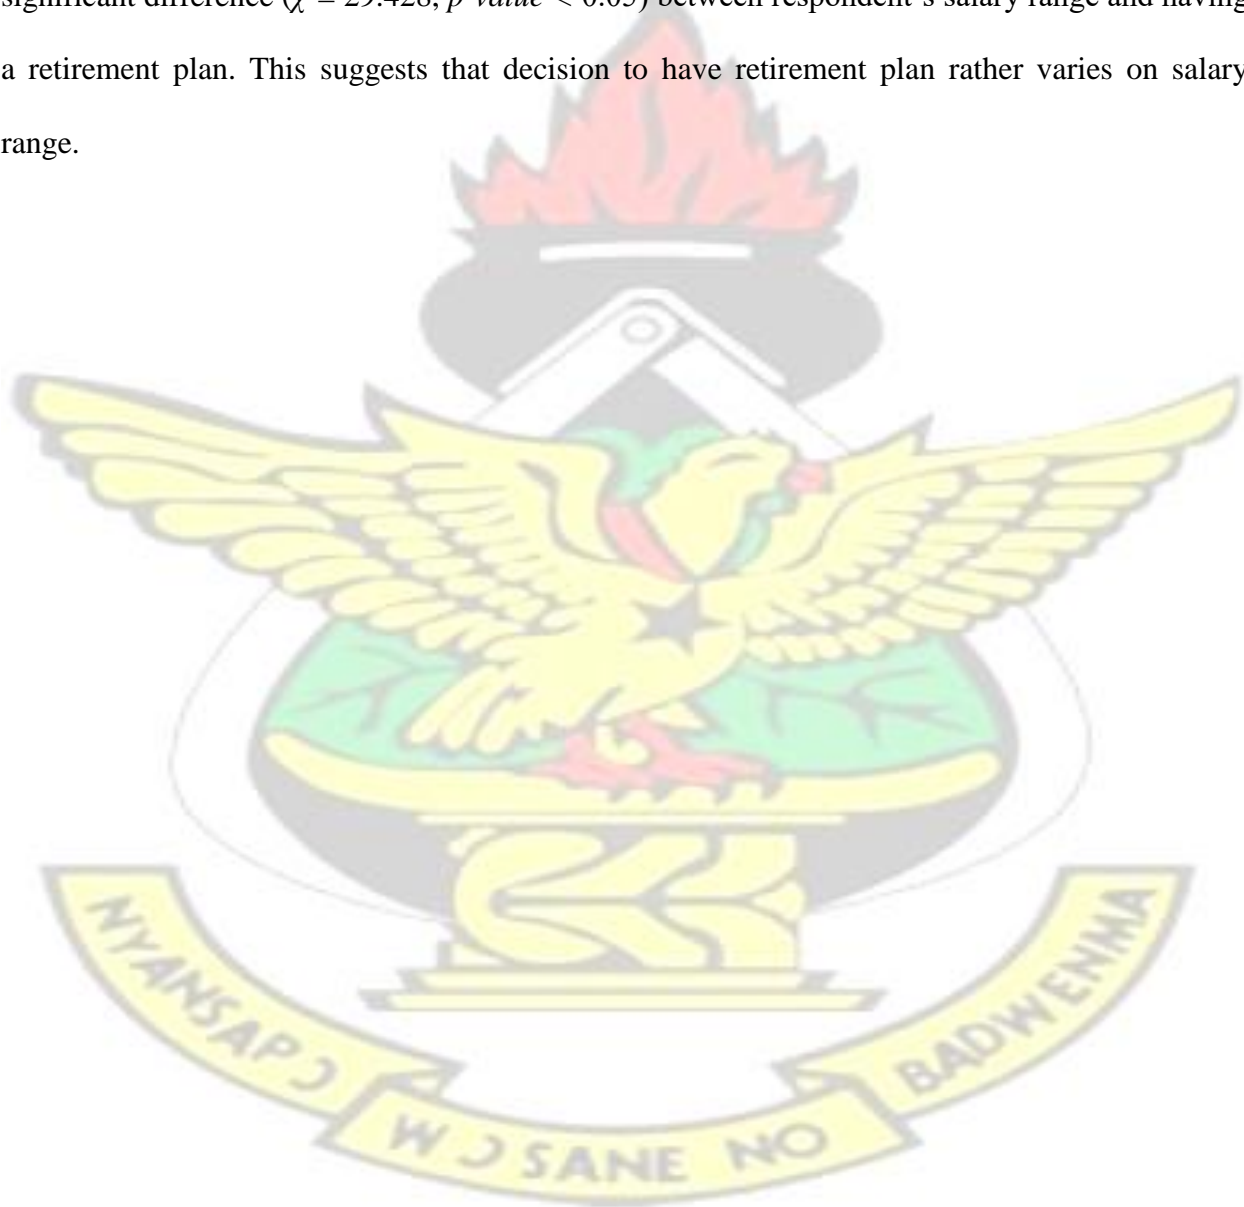 significant difference (χ = 29.428, p-value < 0.05) between respondent's salary range and having
a retirement plan. This suggests that decision to have retirement plan rather varies on salary
range.
NYANSAPƆ
WƆSANE NO
BADWENMA